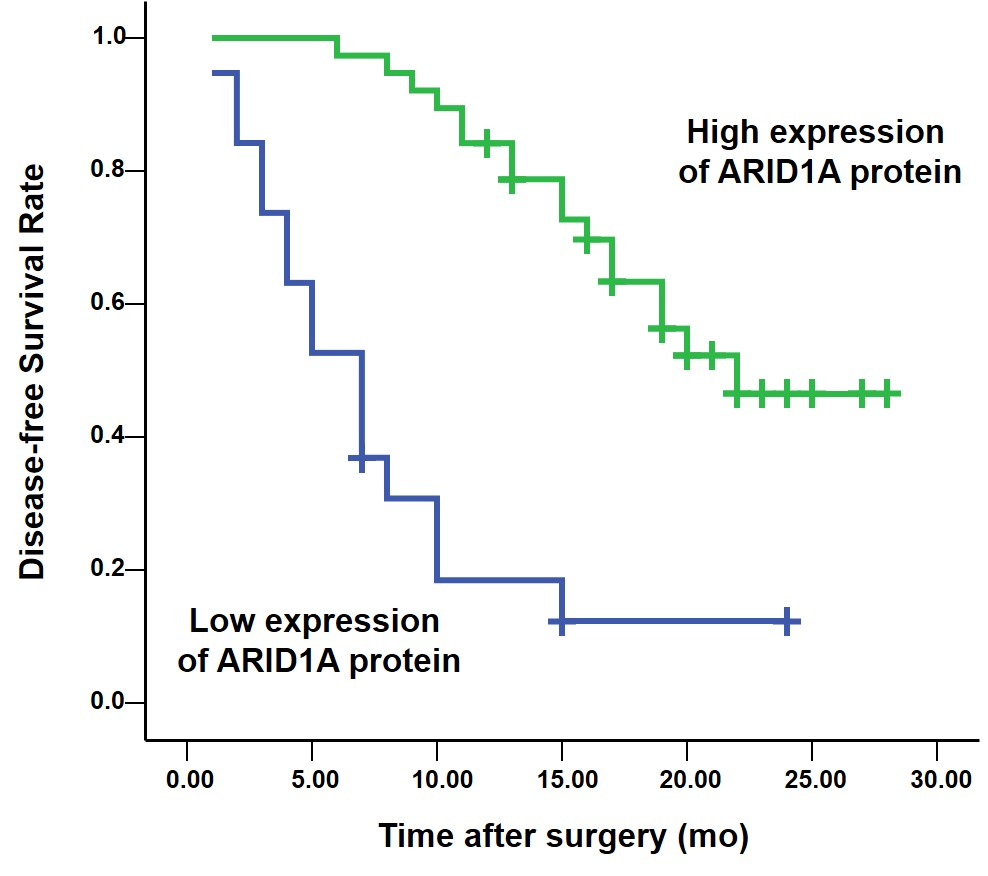 1.0
0.8
0.6
0.4
0.2
0.0
Disease-free Survival Rate
High expression
of ARID1A protein
Low expression
of ARID1A protein
0.00 5.00 10.00 15.00 20.00 25.00 30.00
Time after surgery (mo)